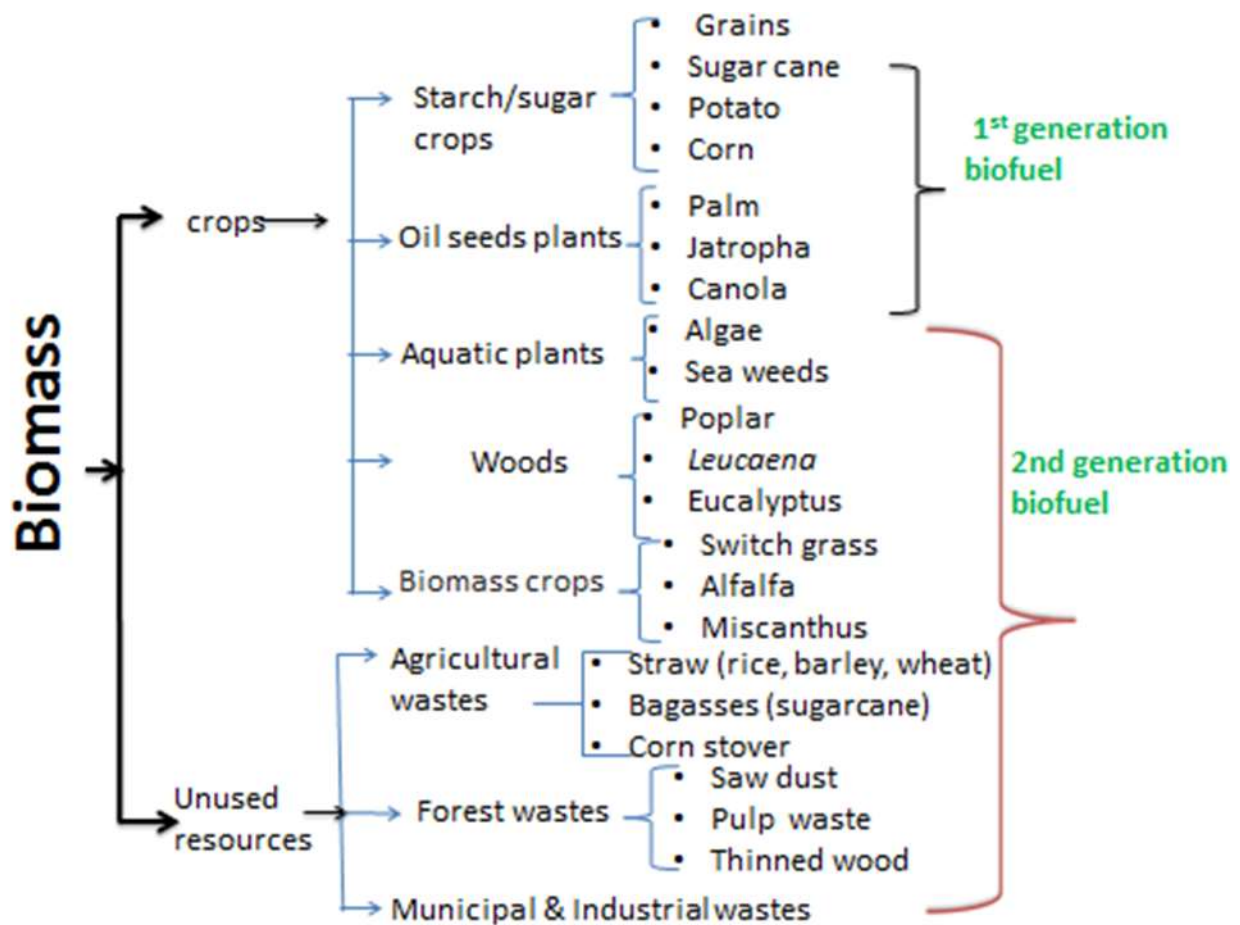 Biomass
crops
Starch/sugar
crops
• Grains
• Sugar cane
• Potato
• Corn
1st generation
biofuel
Oil seeds plants
• Palm
• Jatropha
• Canola
Aquatic plants
• Algae
• Sea weeds
Woods
• Poplar
• Leucaena
• Eucalyptus
2nd generation
biofuel
Biomass crops
• Switch grass
• Alfalfa
• Miscanthus
Unused
resources
Agricultural
wastes
• Straw (rice, barley, wheat)
• Bagasses (sugarcane)
• Corn stover
Forest wastes
• Saw dust
• Pulp waste
• Thinned wood
Municipal & Industrial wastes